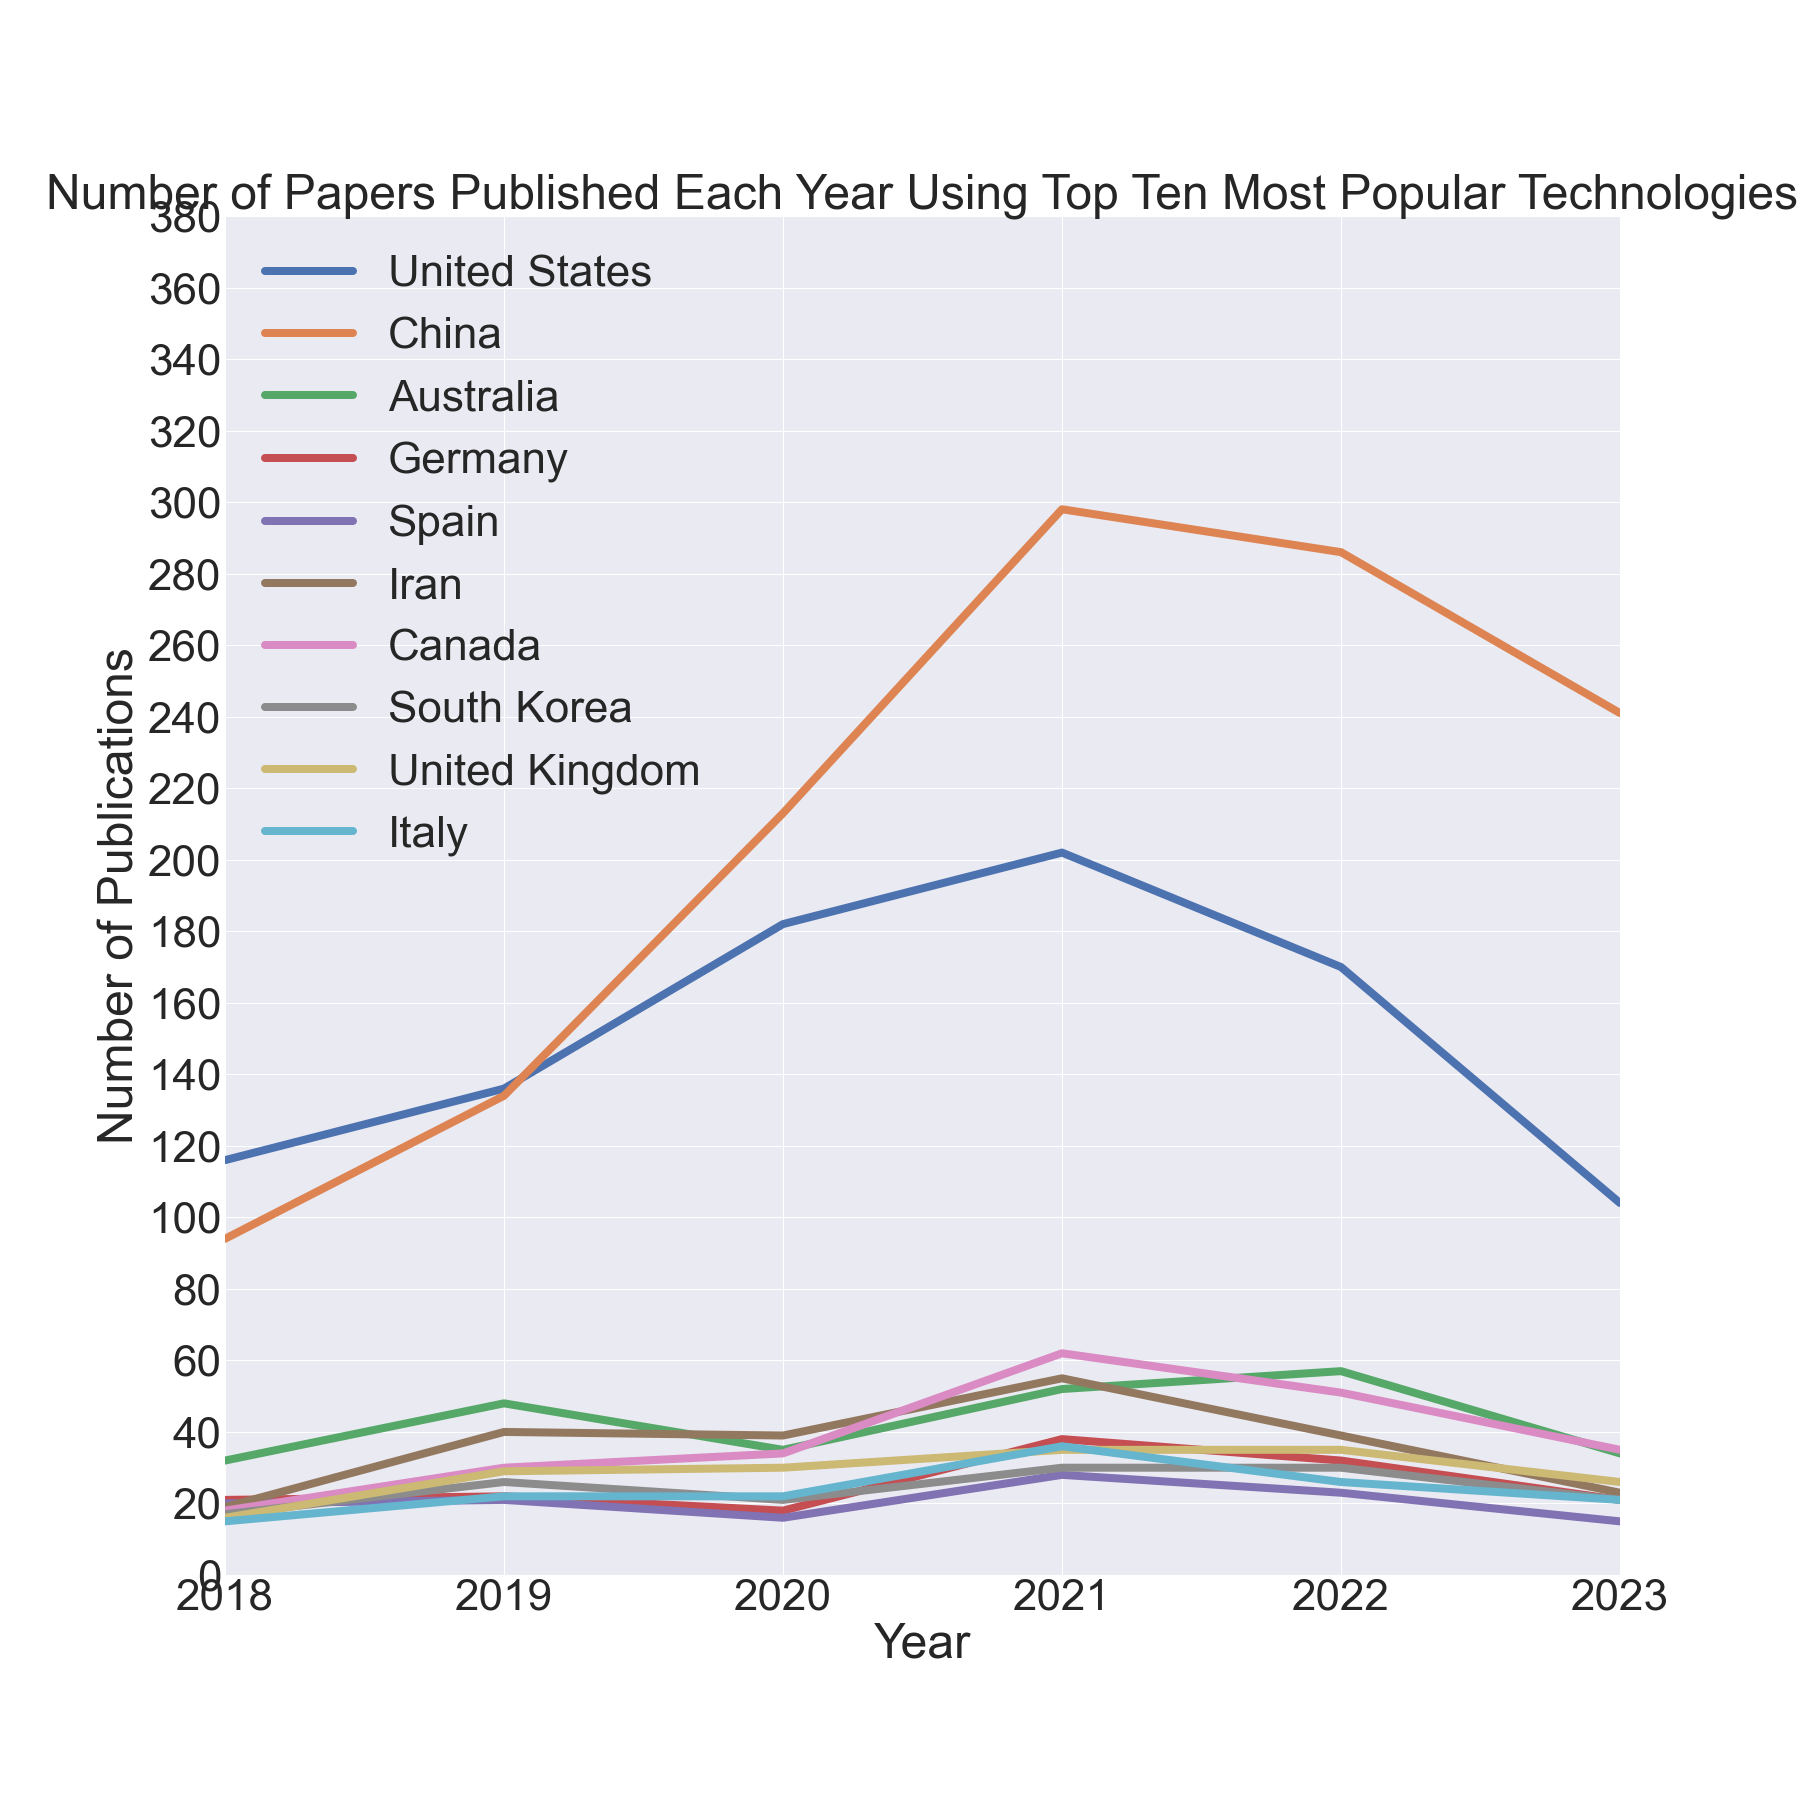 Number of Papers Published Each Year Using Top Ten Most Popular Technologies
380
360
340
320
300
280
260
240
220
200
180
160
140
120
100
80
60
40
20
0
Number of Publications
United States
China
Australia
Germany
Spain
Iran
Canada
South Korea
United Kingdom
Italy
2018 2019 2020 2021 2022 2023
Year